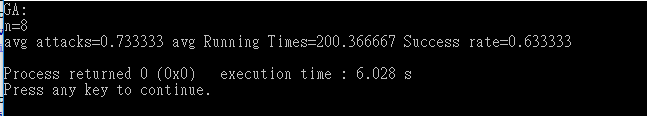 GA:
n=8
avg attacks=0.733333 avg Running Times=200.366667 Success rate=0.633333
Process returned 0 (0x0)   execution time : 6.028 s
Press any key to continue.